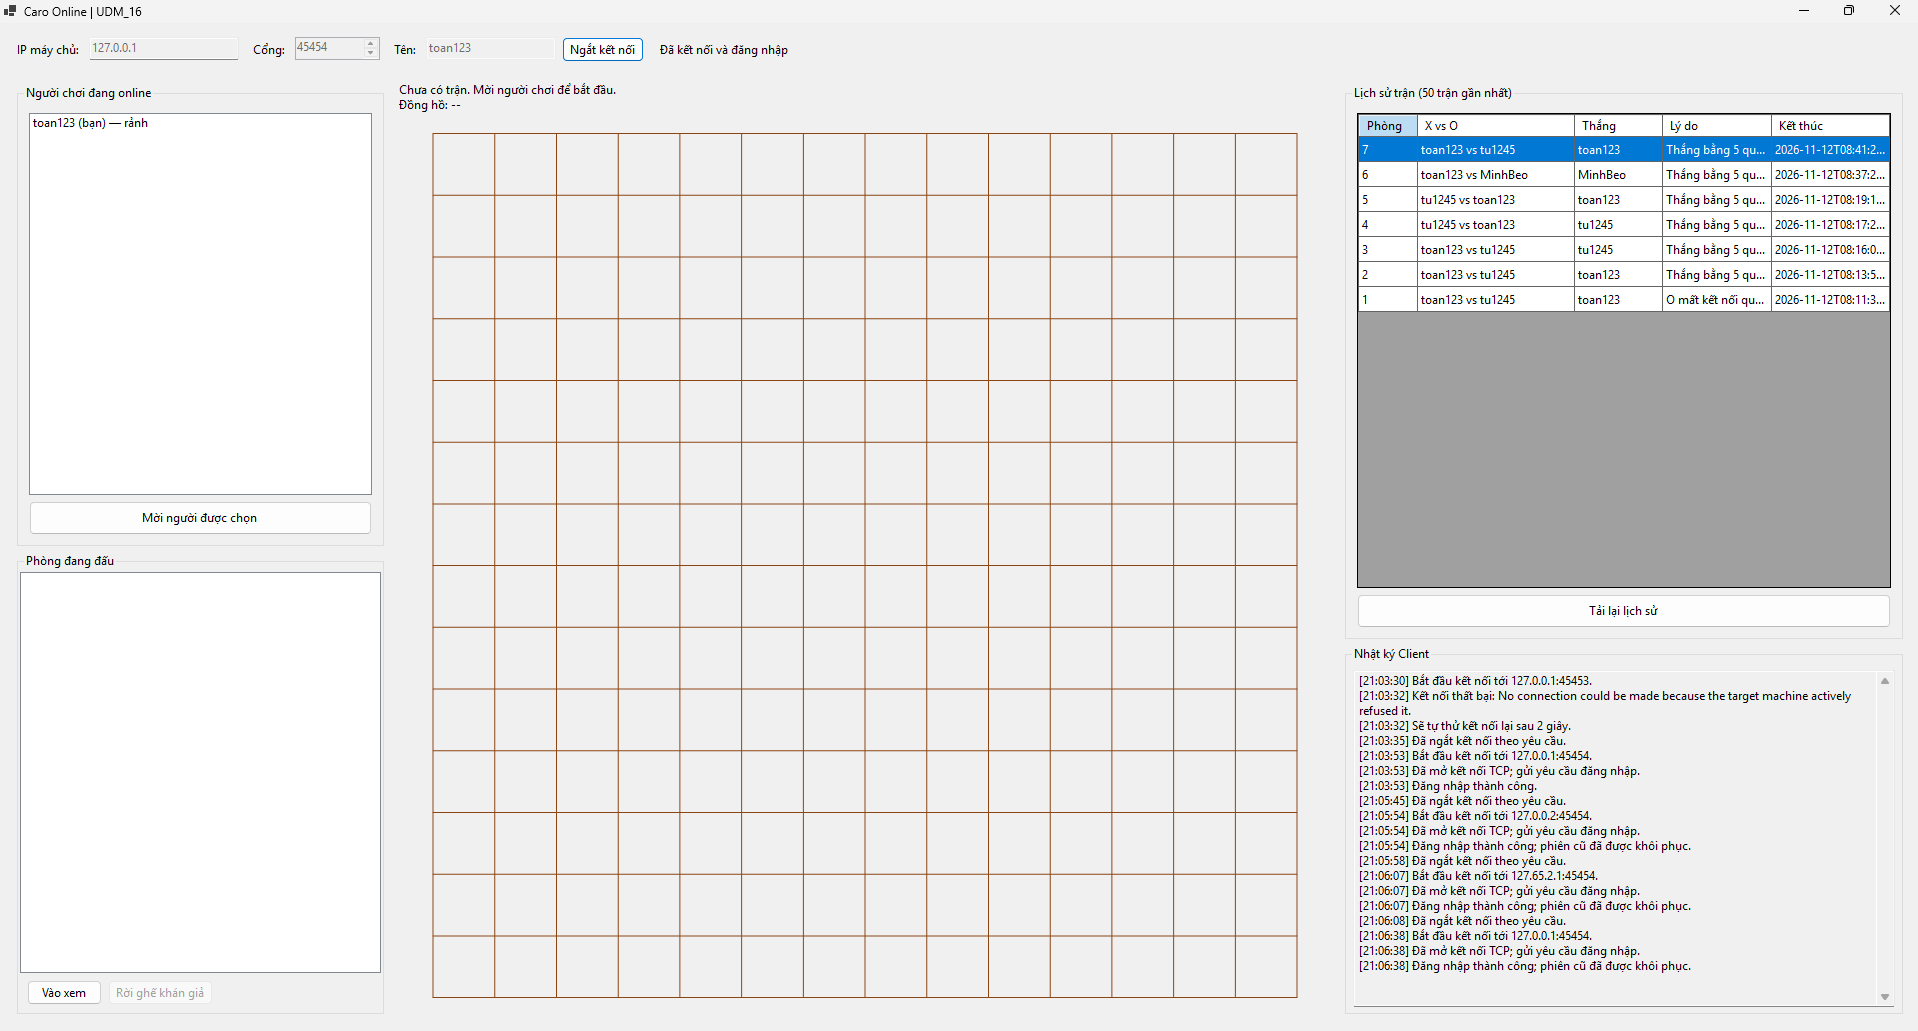 Caro Online | UDM_16
IP máy chủ: 127.0.0.1 Cổng: 45454 Tên: toan123 Ngắt kết nối Đã kết nối và đăng nhập
Người chơi đang online
toan123 (bạn) — rảnh
Mời người được chọn
Phòng đang đấu
Vào xem Rời ghế khán giả
Chưa có trận. Mời người chơi để bắt đầu.
Đồng hồ: --
Lịch sử trận (50 trận gần nhất)
Phòng X vs O Thắng Lý do Kết thúc
7 toan123 vs tu1245 toan123 Thắng bằng 5 qu... 2026-11-12T08:41:2...
6 toan123 vs MinhBeo MinhBeo Thắng bằng 5 qu... 2026-11-12T08:37:2...
5 tu1245 vs toan123 toan123 Thắng bằng 5 qu... 2026-11-12T08:19:1...
4 tu1245 vs toan123 tu1245 Thắng bằng 5 qu... 2026-11-12T08:17:2...
3 toan123 vs tu1245 tu1245 Thắng bằng 5 qu... 2026-11-12T08:16:0...
2 toan123 vs tu1245 toan123 Thắng bằng 5 qu... 2026-11-12T08:13:5...
1 toan123 vs tu1245 toan123 O mất kết nối qu... 2026-11-12T08:11:3...
Tải lại lịch sử
Nhật ký Client
[21:03:30] Bắt đầu kết nối tới 127.0.0.1:45453.
[21:03:32] Kết nối thất bại: No connection could be made because the target machine actively
refused it.
[21:03:32] Sẽ tự thử kết nối lại sau 2 giây.
[21:03:35] Đã ngắt kết nối theo yêu cầu.
[21:03:53] Bắt đầu kết nối tới 127.0.0.1:45454.
[21:03:53] Đã mở kết nối TCP; gửi yêu cầu đăng nhập.
[21:03:53] Đăng nhập thành công.
[21:05:45] Đã ngắt kết nối theo yêu cầu.
[21:05:54] Bắt đầu kết nối tới 127.0.0.2:45454.
[21:05:54] Đã mở kết nối TCP; gửi yêu cầu đăng nhập.
[21:05:54] Đăng nhập thành công; phiên cũ đã được khôi phục.
[21:05:58] Đã ngắt kết nối theo yêu cầu.
[21:06:07] Bắt đầu kết nối tới 127.65.2.1:45454.
[21:06:07] Đã mở kết nối TCP; gửi yêu cầu đăng nhập.
[21:06:07] Đăng nhập thành công; phiên cũ đã được khôi phục.
[21:06:08] Đã ngắt kết nối theo yêu cầu.
[21:06:38] Bắt đầu kết nối tới 127.0.0.1:45454.
[21:06:38] Đã mở kết nối TCP; gửi yêu cầu đăng nhập.
[21:06:38] Đăng nhập thành công; phiên cũ đã được khôi phục.